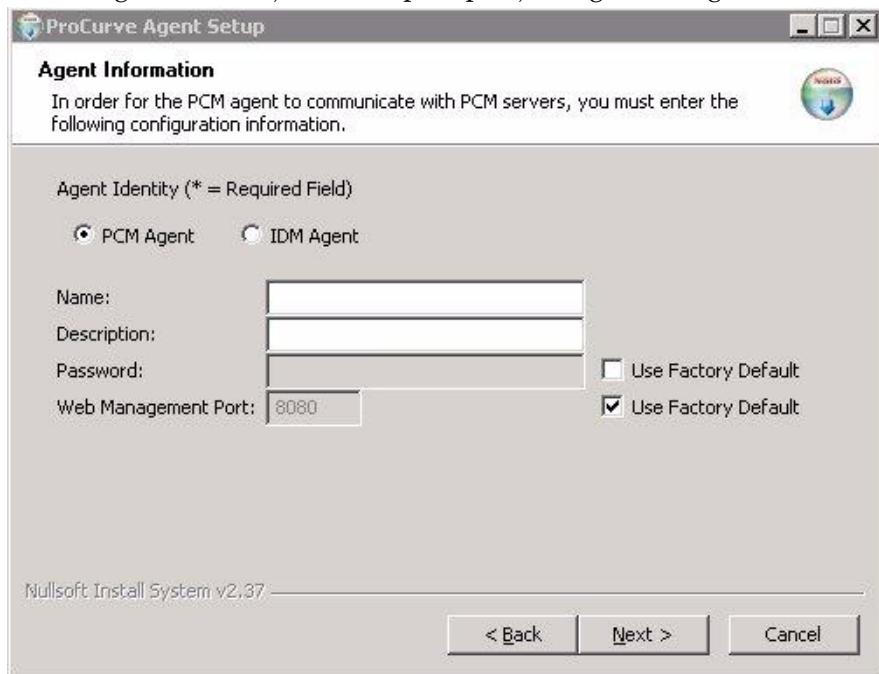 ProCurve Agent Setup
Agent Information
In order for the PCM agent to communicate with PCM servers, you must enter the
following configuration information.
Agent Identity (* = Required Field)
PCM Agent IDM Agent
Name:
Description:
Password: Use Factory Default
Web Management Port: 8080 Use Factory Default
Nullsoft Install System v2.37
< Back Next > Cancel